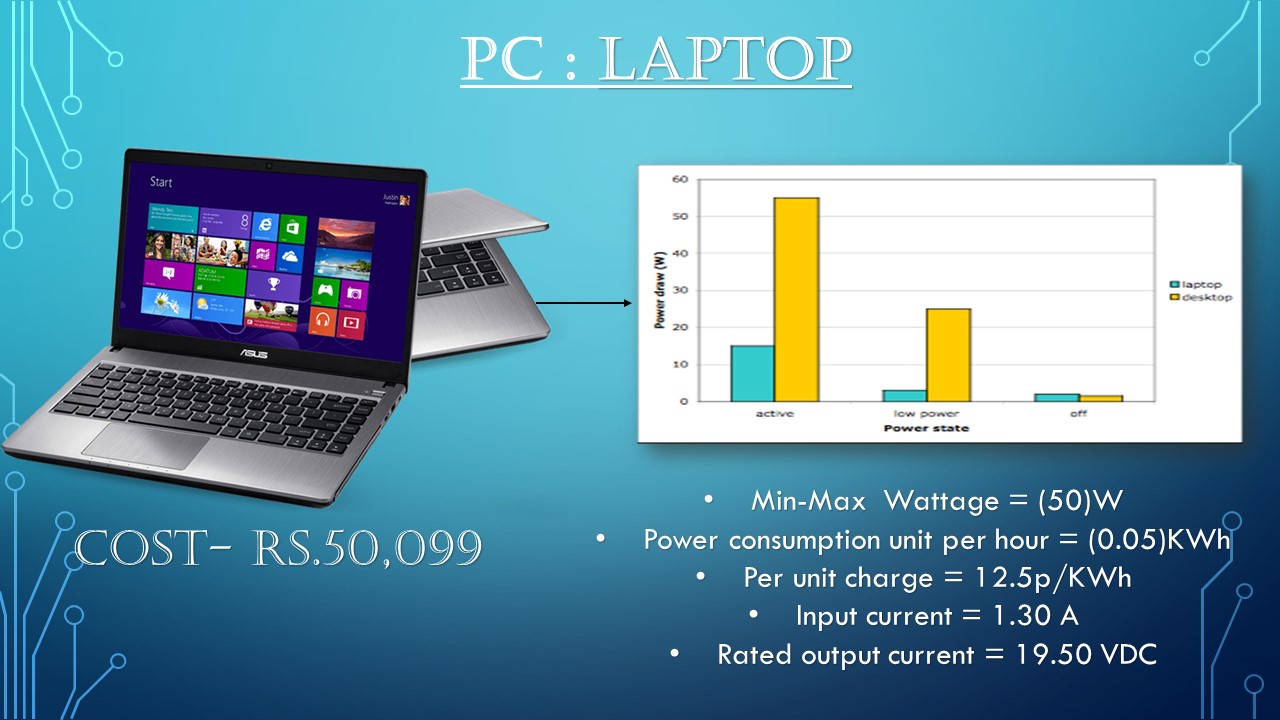 PC : LAPTOP
Start
Justin
ASUS
60
50
40
30
20
10
0
Power draw (W)
active
low power
off
Power state
laptop
desktop
COST- RS.50,099
• Min-Max Wattage = (50)W
• Power consumption unit per hour = (0.05)KWh
• Per unit charge = 12.5p/KWh
• Input current = 1.30 A
• Rated output current = 19.50 VDC